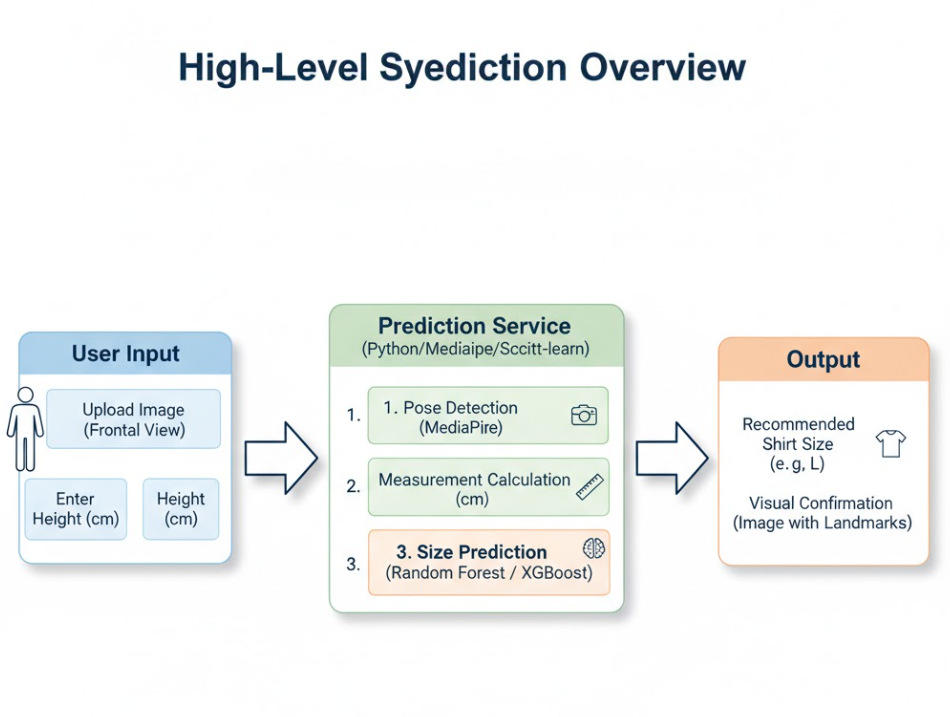 High-Level Syediction Overview
User Input
Upload Image
(Frontal View)
Enter
Height (cm)
Height
(cm)
Prediction Service
(Python/Mediaipe/Sccitt-learn)
1. 1. Pose Detection
(MediaPire)
2. Measurement Calculation
(cm)
3. 3. Size Prediction
(Random Forest / XGBoost)
Output
Recommended
Shirt Size
(e. g, L)
Visual Confirmation
(Image with Landmarks)